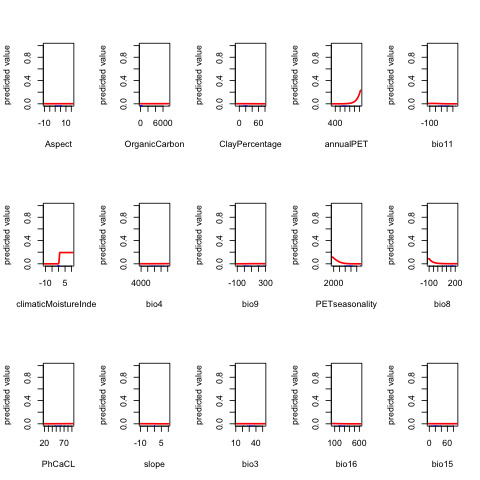 predicted value predicted value predicted value predicted value predicted value
0.0 0.4 0.8 0.0 0.4 0.8 0.0 0.4 0.8 0.0 0.4 0.8 0.0 0.4 0.8
-10 10 0 6000 0 60 400 -100
Aspect OrganicCarbon ClayPercentage annualPET bio11
predicted value predicted value predicted value predicted value predicted value
0.0 0.4 0.8 0.0 0.4 0.8 0.0 0.4 0.8 0.0 0.4 0.8 0.0 0.4 0.8
-10 5 4000 -100 300 2000 -100 200
climaticMoistureInde bio4 bio9 PETseasonality bio8
predicted value predicted value predicted value predicted value predicted value
0.0 0.4 0.8 0.0 0.4 0.8 0.0 0.4 0.8 0.0 0.4 0.8 0.0 0.4 0.8
20 70 -10 5 10 40 100 600 0 60
PhCaCL slope bio3 bio16 bio15